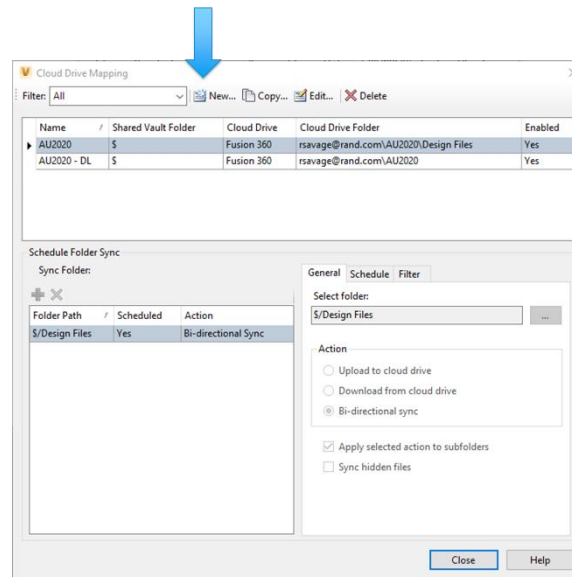 Cloud Drive Mapping
Filter: All New... Copy... Edit... Delete
Name Shared Vault Folder Cloud Drive Cloud Drive Folder Enabled
AU2020 $ Fusion 360 rsavage@rand.com\AU2020\Design Files Yes
AU2020 - DL $ Fusion 360 rsavage@rand.com\AU2020 Yes
Schedule Folder Sync
Sync Folder:
Folder Path Scheduled Action
$/Design Files Yes Bi-directional Sync
General Schedule Filter
Select folder:
$/Design Files ...
Action
Upload to cloud drive
Download from cloud drive
Bi-directional sync
Apply selected action to subfolders
Sync hidden files
Close Help